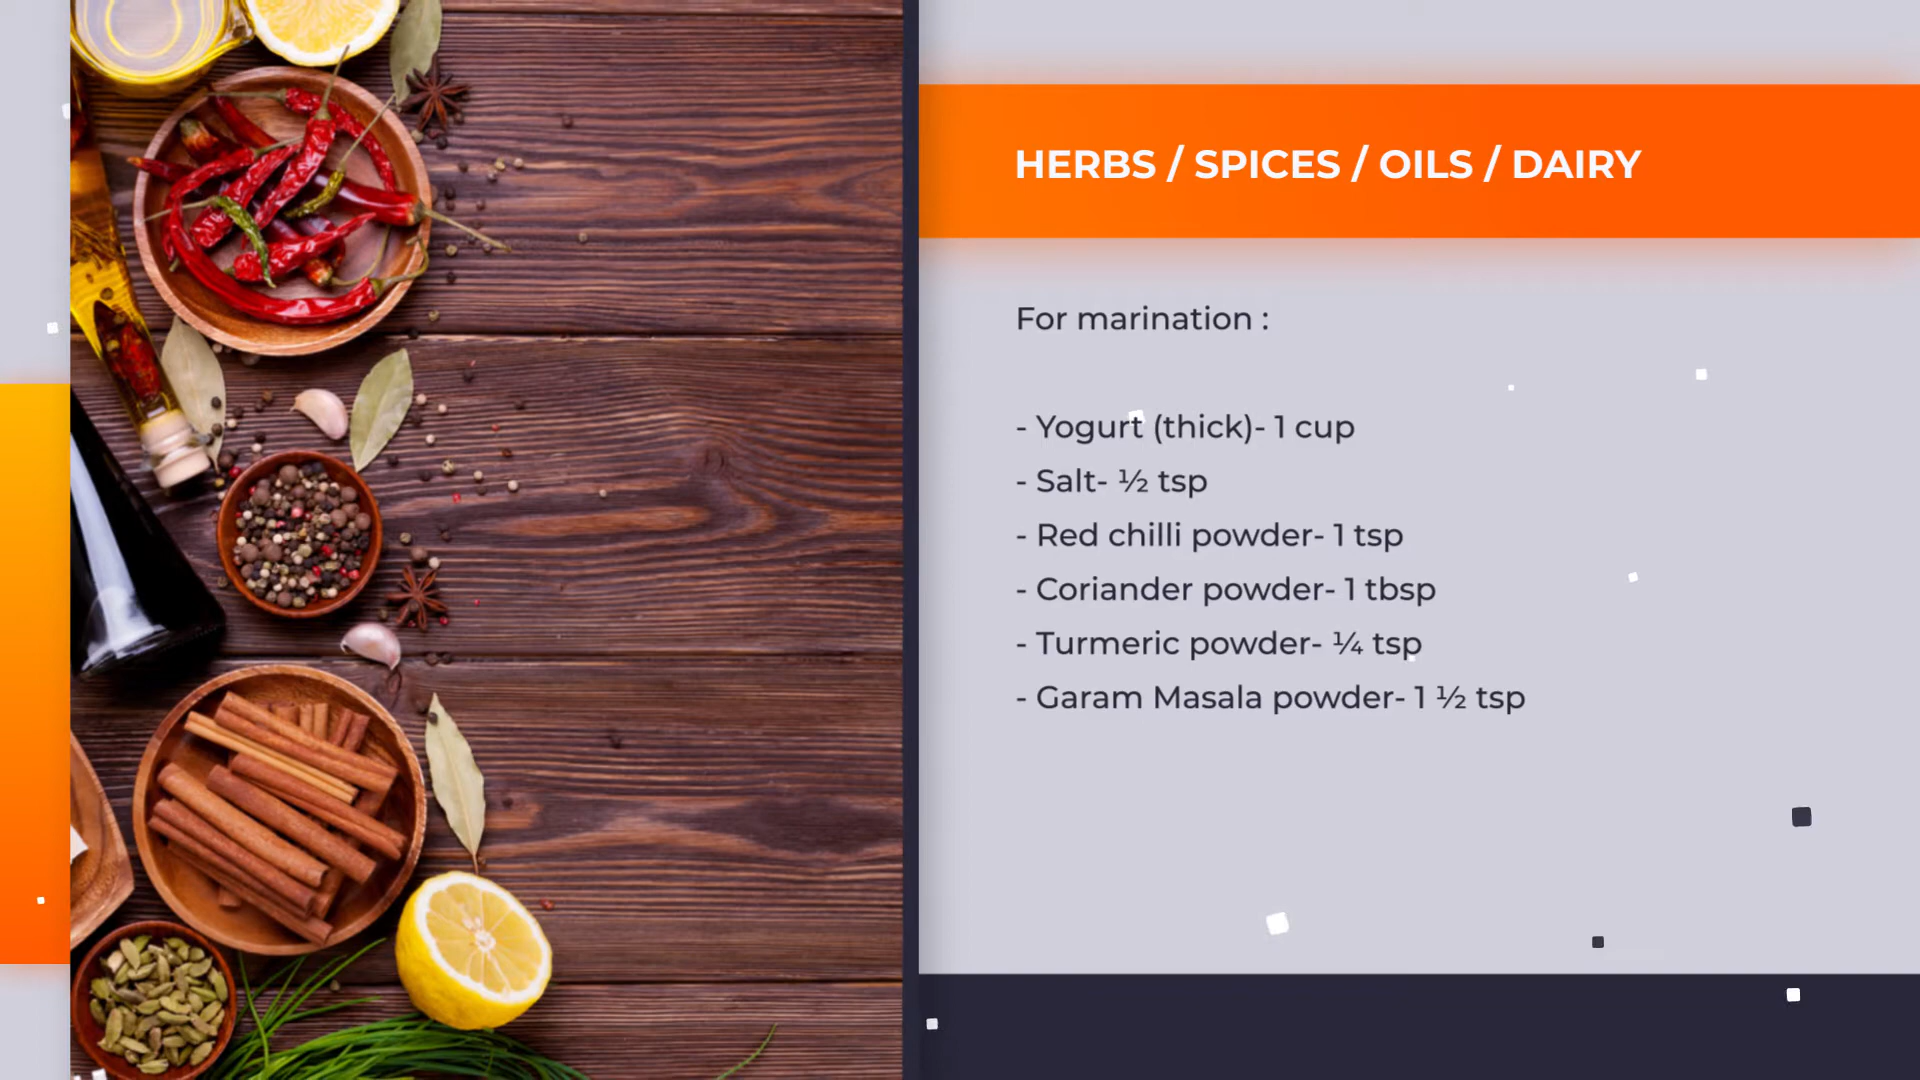 HERBS / SPICES / OILS / DAIRY
For marination :
- Yogurt (thick)- 1 cup
- Salt- ½ tsp
- Red chilli powder- 1 tsp
- Coriander powder- 1 tbsp
- Turmeric powder- ¼ tsp
- Garam Masala powder- 1 ½ tsp